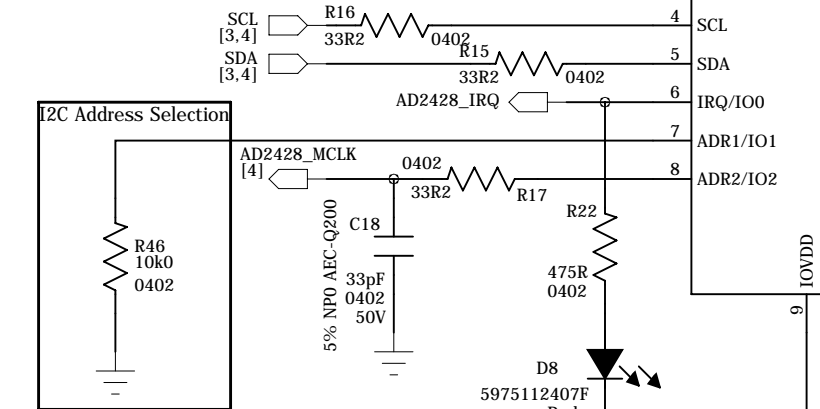 SCL
[3,4]
R16
33R2
0402
4
SCL
SDA
[3,4]
R15
33R2
0402
5
SDA
AD2428_IRQ
6
IRQ/IO0
I2C Address Selection
7
ADR1/IO1
AD2428_MCLK
[4]
0402
33R2
R17
8
ADR2/IO2
R46
10k0
0402
C18
33pF
0402
50V
5% NP0 AEC-Q200
R22
475R
0402
IOVDD
9
D8
5975112407F